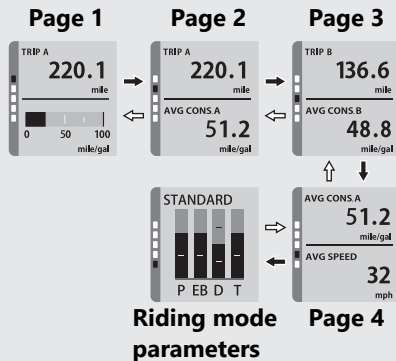 Page 1
Page 2
Page 3
TRIP A
220.1
mile
0 50 100
mile/gal
TRIP A
220.1
mile
AVG CONS.A
51.2
mile/gal
TRIP B
136.6
mile
AVG CONS.B
48.8
mile/gal
STANDARD
P EB D T
AVG CONS.A
51.2
mile/gal
AVG SPEED
32
mph
Riding mode
parameters
Page 4